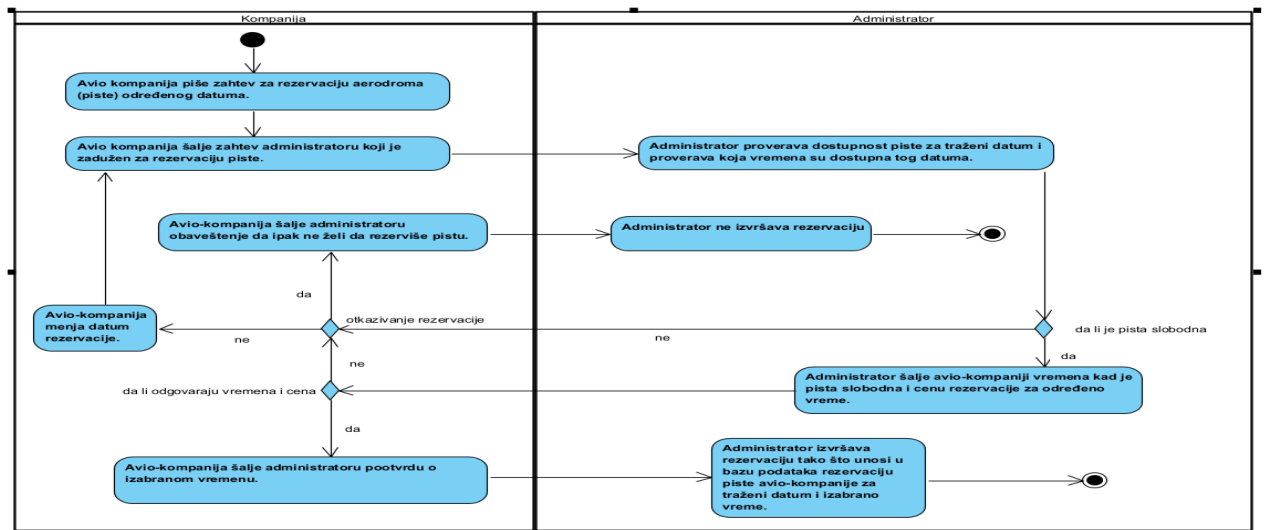 Kompanija
Administrator
Avio kompanija piše zahtev za rezervaciju aerodroma
(piste) određenog datuma.
Avio kompanija šalje zahtev administratoru koji je
zadužen za rezervaciju piste.
Administrator proverava dostupnost piste za traženi datum i
proverava koja vremena su dostupna tog datuma.
Avio-kompanija šalje administratoru
obaveštenje da ipak ne želi da rezerviše pistu.
Administrator ne izvršava rezervaciju
da
otkazivanje rezervacije
Avio-kompanija
menja datum
rezervacije.
ne
ne
da li je pista slobodna
da
ne
da li odgovaraju vremena i cena
Administrator šalje avio-kompaniji vremena kad je
pista slobodna i cenu rezervacije za određeno
vreme.
da
Avio-kompanija šalje administratoru pootvrdu o
izabranom vremenu.
Administrator izvršava
rezervaciju tako što unosi u
bazu podataka rezervaciju
piste avio-kompanije za
traženi datum i izabrano
vreme.